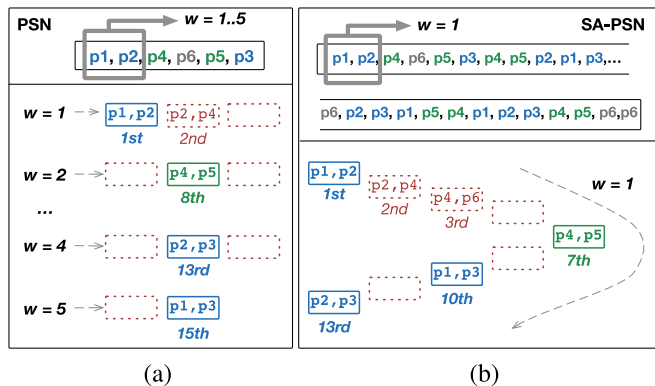 PSN
w = 1..5
p1, p2, p4, p6, p5, p3
w = 1
p1,p2
p2,p4
1st
2nd
w = 2
p4,p5
8th
...
w = 4
p2,p3
13rd
w = 5
p1,p3
15th
(a)
w = 1
SA-PSN
p1, p2, p4, p6, p5, p3, p4, p5, p2, p1, p3,...
p6, p2, p3, p1, p5, p4, p1, p2, p3, p4, p5, p6,p6
p1,p2
1st
p2,p4
2nd
p4,p6
3rd
w = 1
p4,p5
7th
p1,p3
10th
p2,p3
13rd
(b)